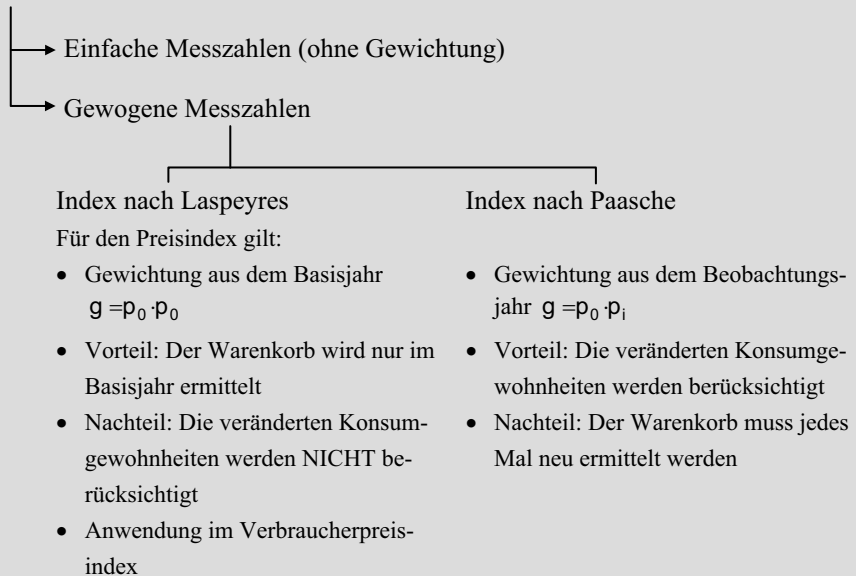 Einfache Messzahlen (ohne Gewichtung)
Gewogene Messzahlen
Index nach Laspeyres
Für den Preisindex gilt:
• Gewichtung aus dem Basisjahr
g =p₀ ·p₀
• Vorteil: Der Warenkorb wird nur im
Basisjahr ermittelt
• Nachteil: Die veränderten Konsum-
gewohnheiten werden NICHT be-
rücksichtigt
• Anwendung im Verbraucherpreis-
index
Index nach Paasche
• Gewichtung aus dem Beobachtungs-
jahr g =p₀ ·pᵢ
• Vorteil: Die veränderten Konsumge-
wohnheiten werden berücksichtigt
• Nachteil: Der Warenkorb muss jedes
Mal neu ermittelt werden